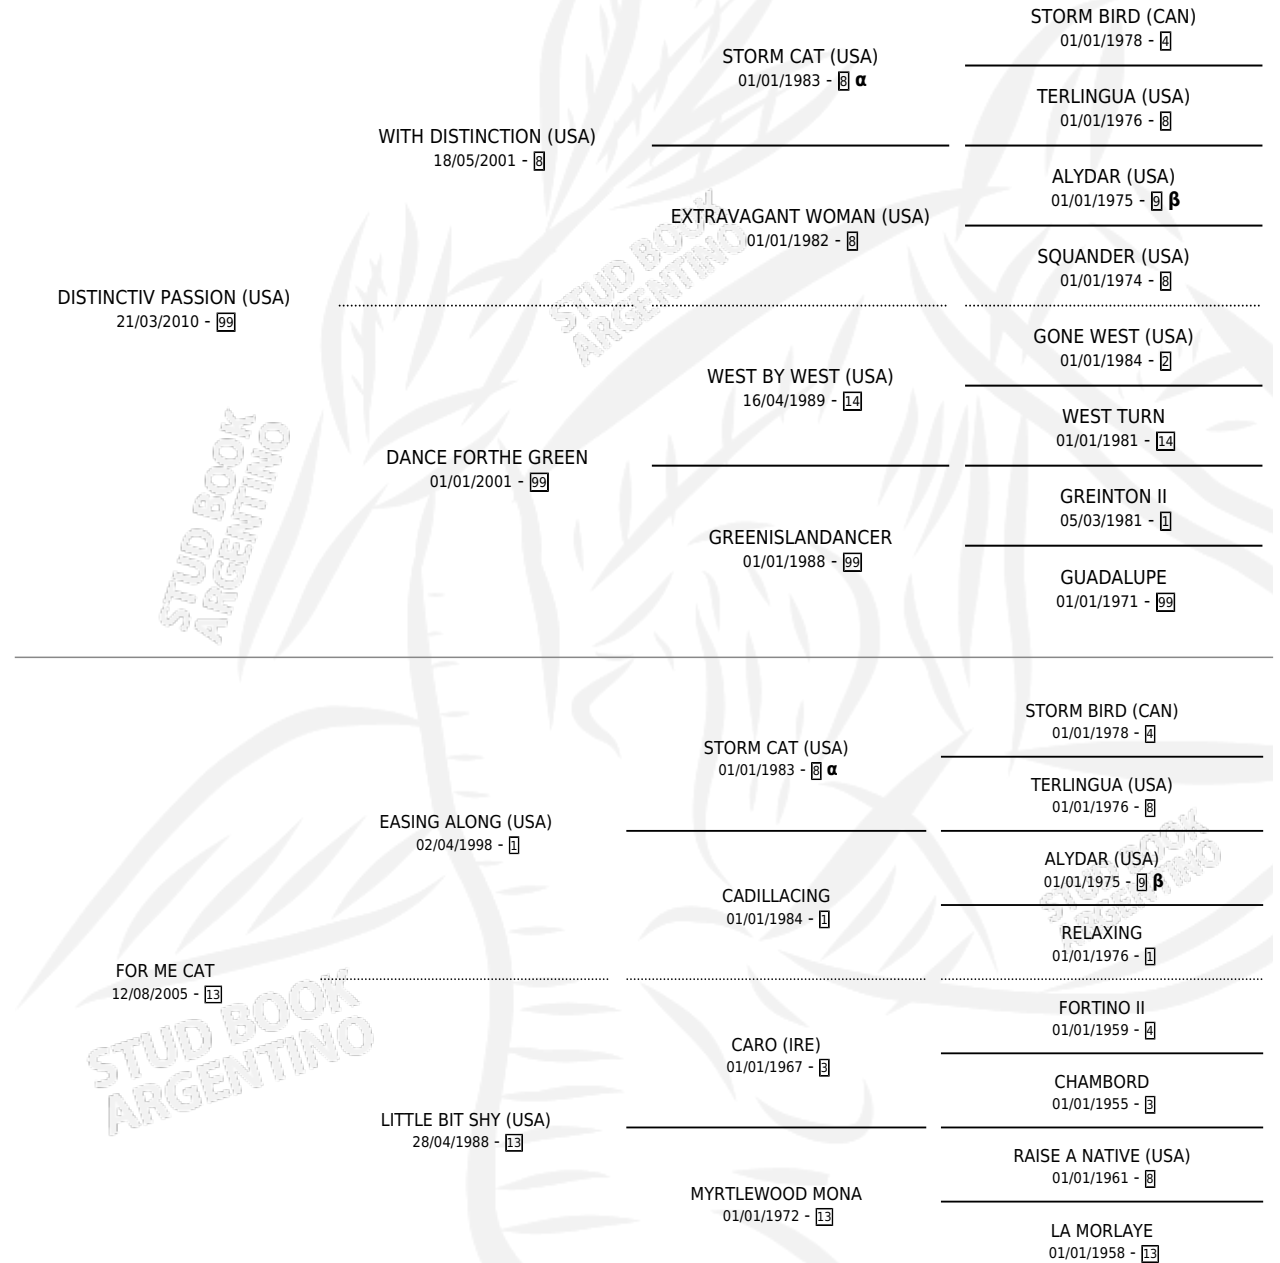 STORM BIRD (CAN)
01/01/1978 - 4
STORM CAT (USA)
01/01/1983 - 8 α
TERLINGUA (USA)
01/01/1976 - 8
WITH DISTINCTION (USA)
18/05/2001 - 8
ALYDAR (USA)
01/01/1975 - 9 β
EXTRAVAGANT WOMAN (USA)
01/01/1982 - 8
SQUANDER (USA)
01/01/1974 - 8
DISTINCTIV PASSION (USA)
21/03/2010 - 99
GONE WEST (USA)
01/01/1984 - 2
WEST BY WEST (USA)
16/04/1989 - 14
WEST TURN
01/01/1981 - 14
DANCE FORTHE GREEN
01/01/2001 - 99
GREINTON II
05/03/1981 - 1
GREENISLANDANCER
01/01/1988 - 99
GUADALUPE
01/01/1971 - 99
STUD BOOK
ARGENTINO
STUD BOOK
ARGENTINO
STORM BIRD (CAN)
01/01/1978 - 4
STORM CAT (USA)
01/01/1983 - 8 α
TERLINGUA (USA)
01/01/1976 - 8
EASING ALONG (USA)
02/04/1998 - 1
ALYDAR (USA)
01/01/1975 - 9 β
CADILLACING
01/01/1984 - 1
RELAXING
01/01/1976 - 1
FOR ME CAT
12/08/2005 - 13
FORTINO II
01/01/1959 - 4
CARO (IRE)
01/01/1967 - 3
CHAMBORD
01/01/1955 - 3
LITTLE BIT SHY (USA)
28/04/1988 - 13
RAISE A NATIVE (USA)
01/01/1961 - 8
MYRTLEWOOD MONA
01/01/1972 - 13
LA MORLAYE
01/01/1958 - 13
STUD BOOK
ARGENTINO
STUD BOOK
ARGENTINO